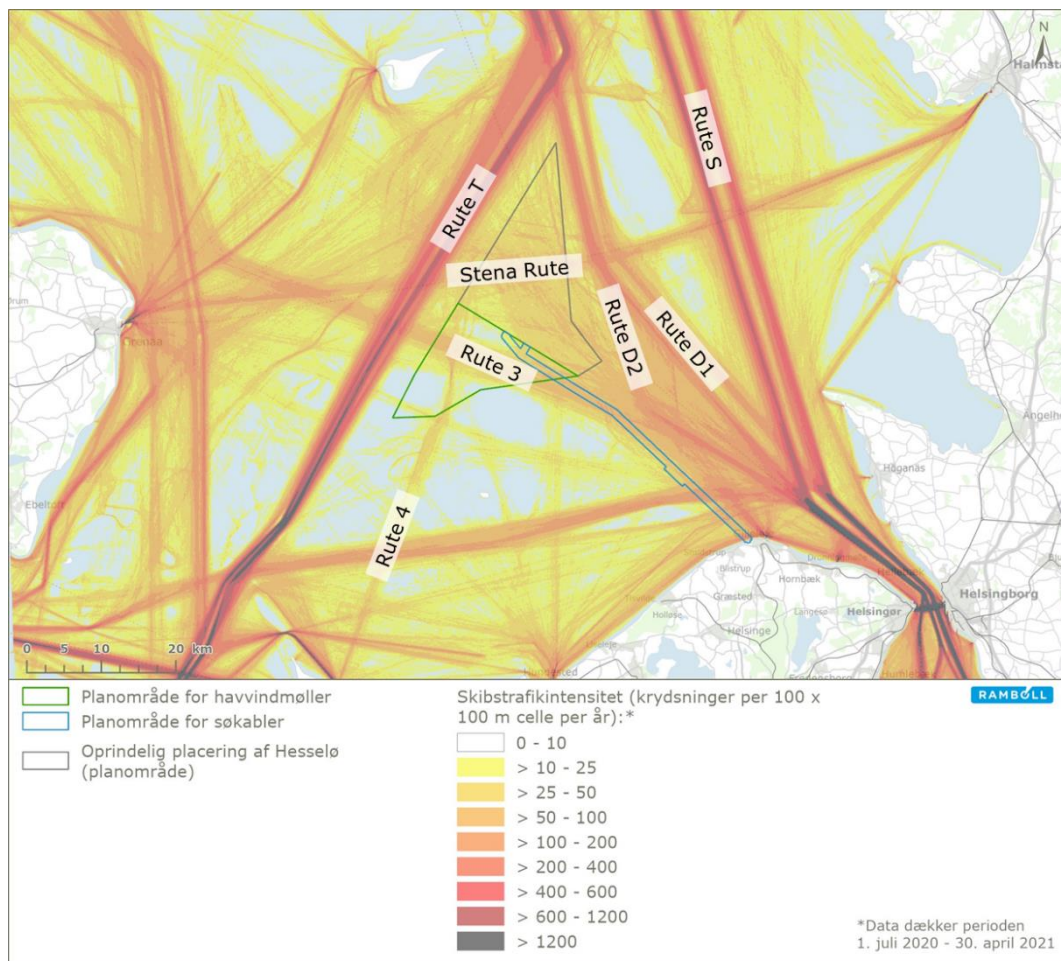 N
Halmsta
Rute S
Rute T
Stena Rute
Grenaa
Rute D2
Rute D1
Rute 3
Ängelh
Höganäs
Ebelto
Rute 4
Hornbæk
Græsted
Helsingborg
Helsingør
Helsinge
0 5 10 20 km
Planområde for havvindmøller
Planområde for søkabler
Oprindelig placering af Hesselø
(planområde)
Skibstrafikintensitet (krydsninger per 100 x
100 m celle per år):*
0 - 10
> 10 - 25
> 25 - 50
> 50 - 100
> 100 - 200
> 200 - 400
> 400 - 600
> 600 - 1200
> 1200
RAMBOLL
*Data dækker perioden
1. juli 2020 - 30. april 2021